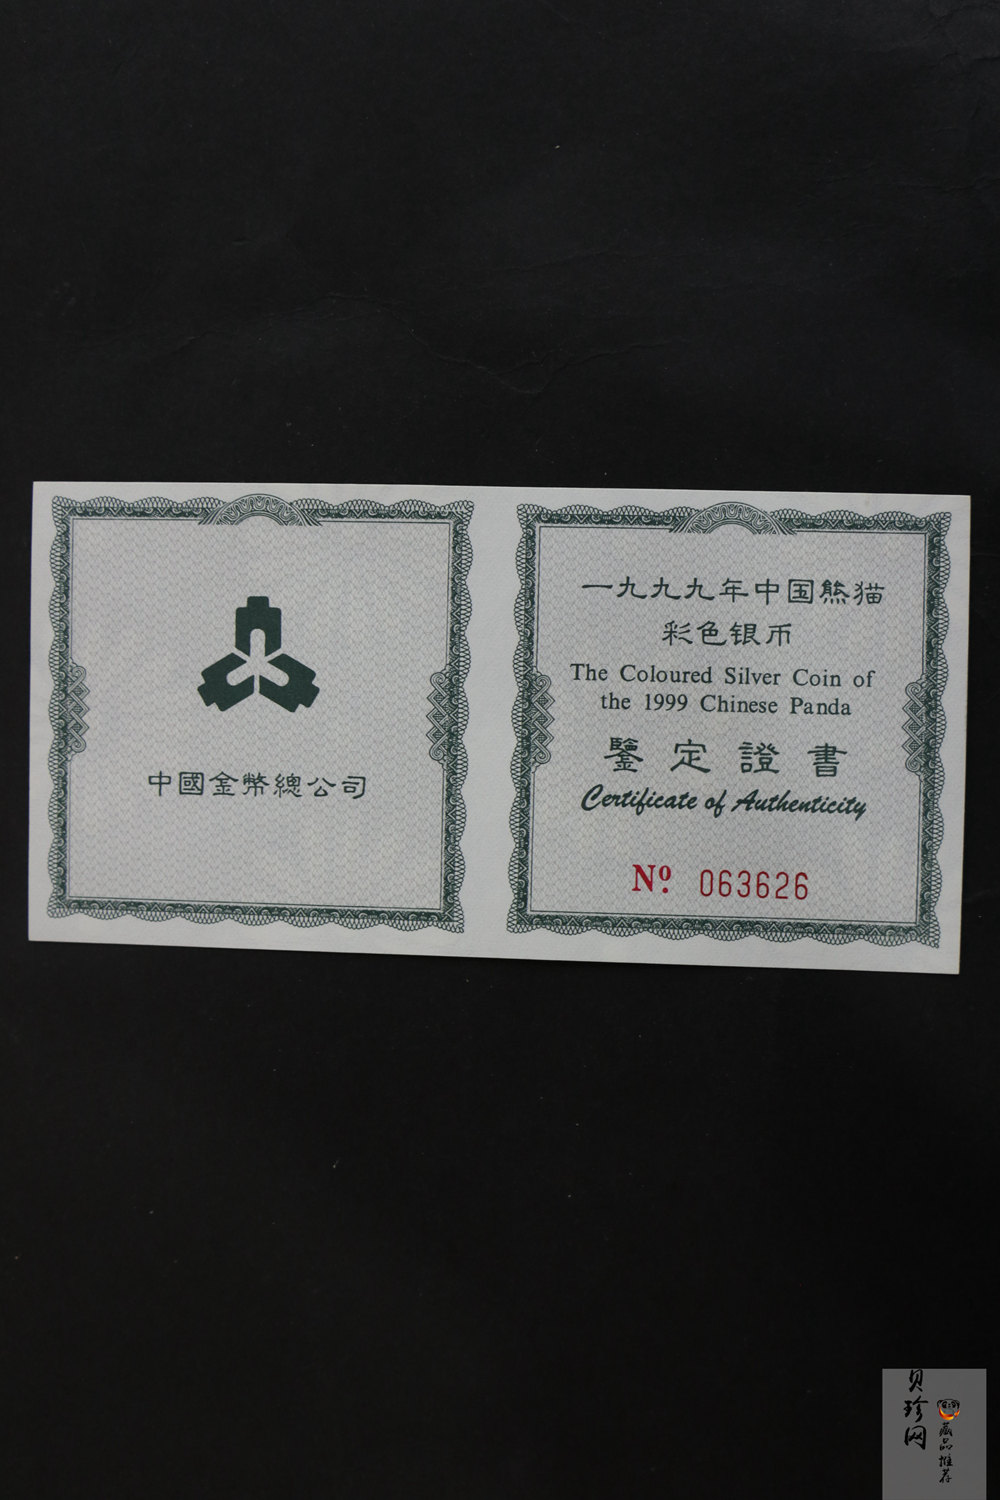 中國金幣總公司
一九九九年中国熊猫
彩色银币
The Coloured Silver Coin of
the 1999 Chinese Panda
鑒定證書
Certificate of Authenticity
Nº. 063626
贝珍网
藏品推荐